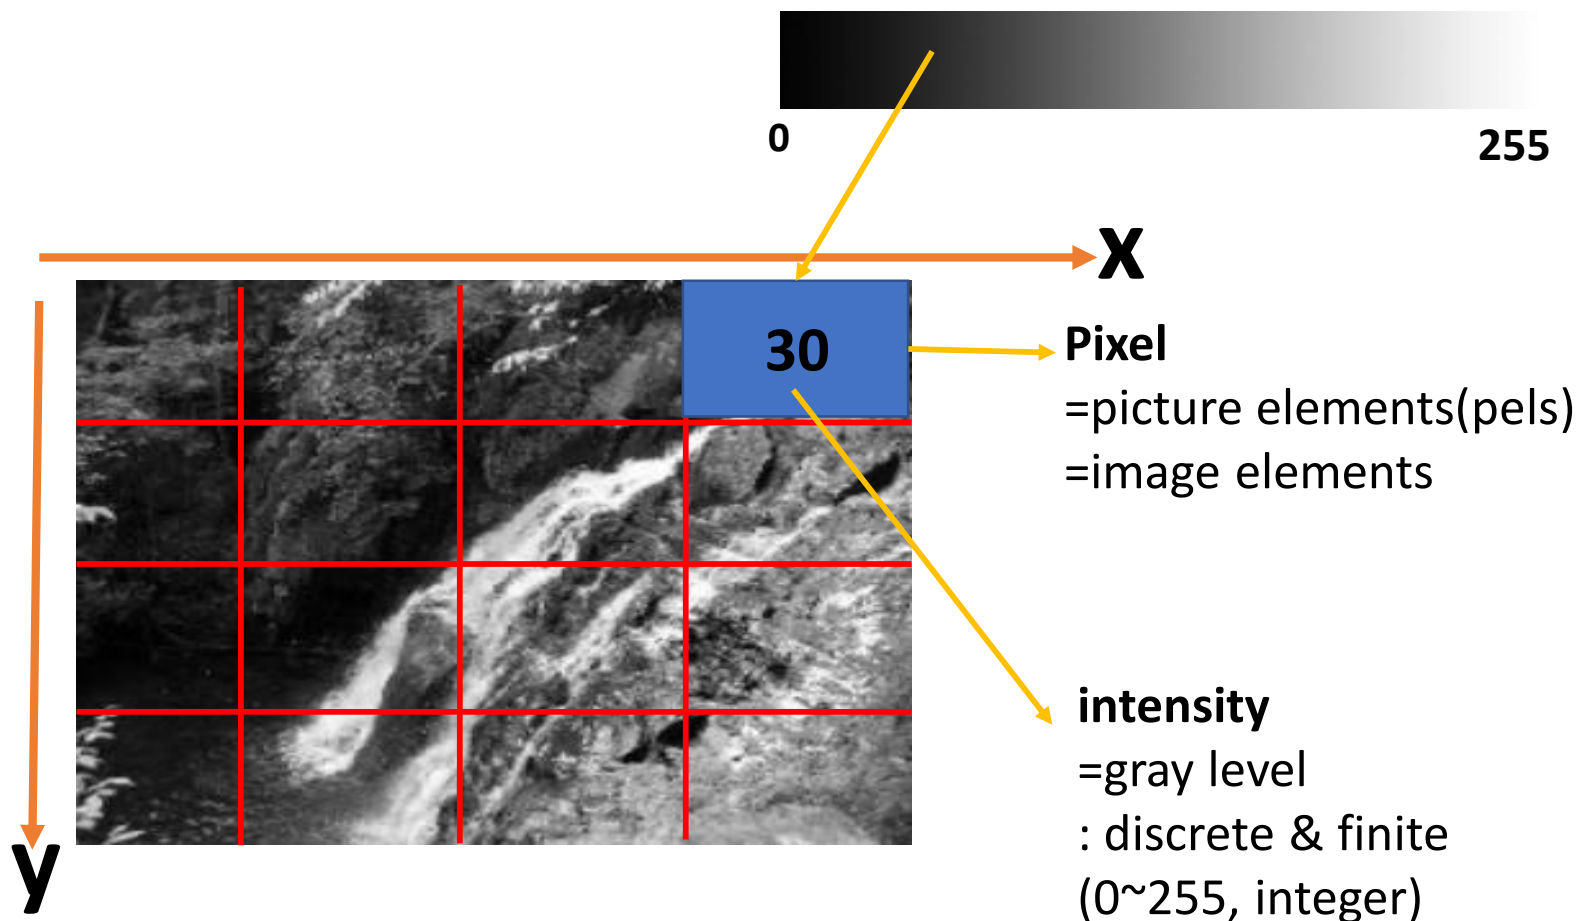 0
255
x
30
Pixel
=picture elements(pels)
=image elements
intensity
=gray level
: discrete & finite
(0~255, integer)
y